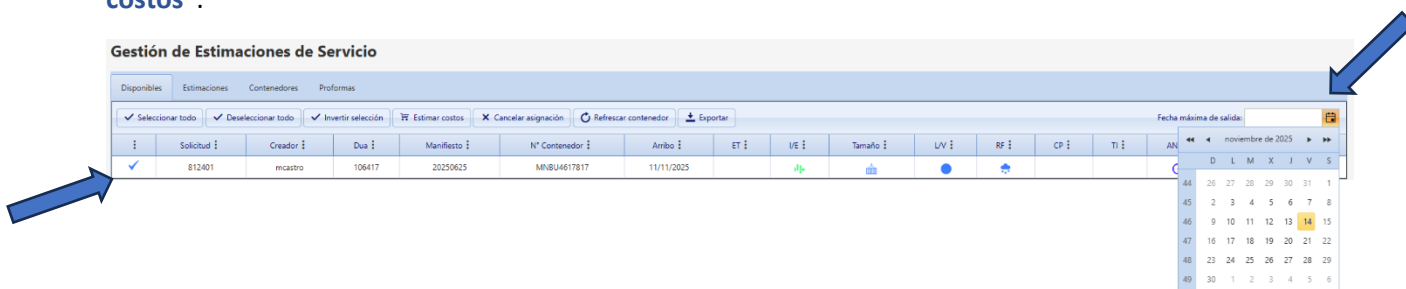 costos".
Gestión de Estimaciones de Servicio
Disponibles Estimaciones Contenedores Proformas
Seleccionar todo Deseleccionar todo Invertir selección Estimar costos Cancelar asignación Refrescar contenedor Exportar Fecha máxima de salida:
Solicitud Creador Dua Manifiesto N° Contenedor Arribo ET I/E Tamaño L/V RF CP TI AN
812401 mcastro 106417 20250625 MNBU4617817 11/11/2025
noviembre de 2025
D L M X J V S
44 26 27 28 29 30 31 1
45 2 3 4 5 6 7 8
46 9 10 11 12 13 14 15
47 16 17 18 19 20 21 22
48 23 24 25 26 27 28 29
49 30 1 2 3 4 5 6